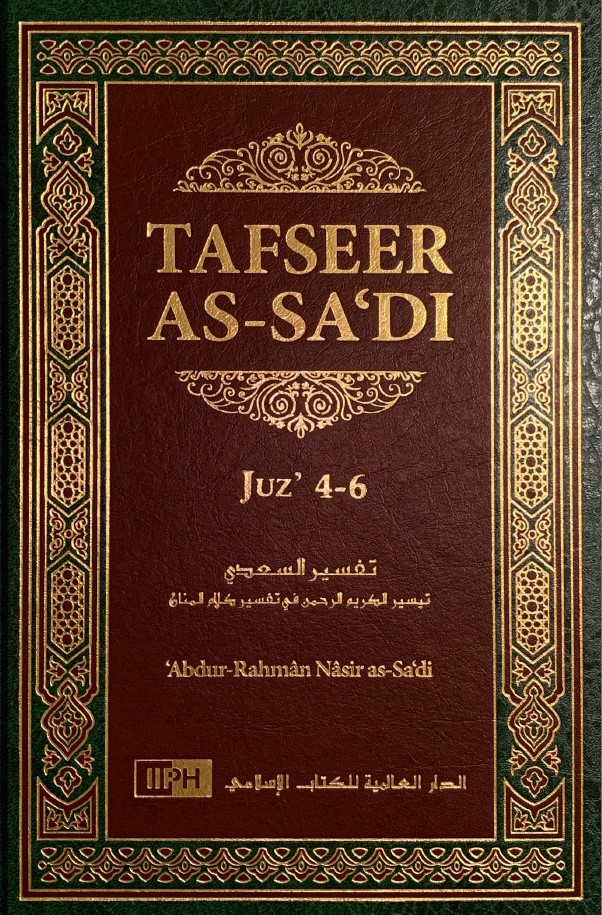 TAFSEER
AS-SA‘DI
JUZ’ 4-6
تفسير السعدي
تيسير الكريم الرحمن في تفسير كلام المنان
‘Abdur-Rahmân Nâsir as-Sa‘di
IIPH الدار العالمية للكتاب الإسلامي